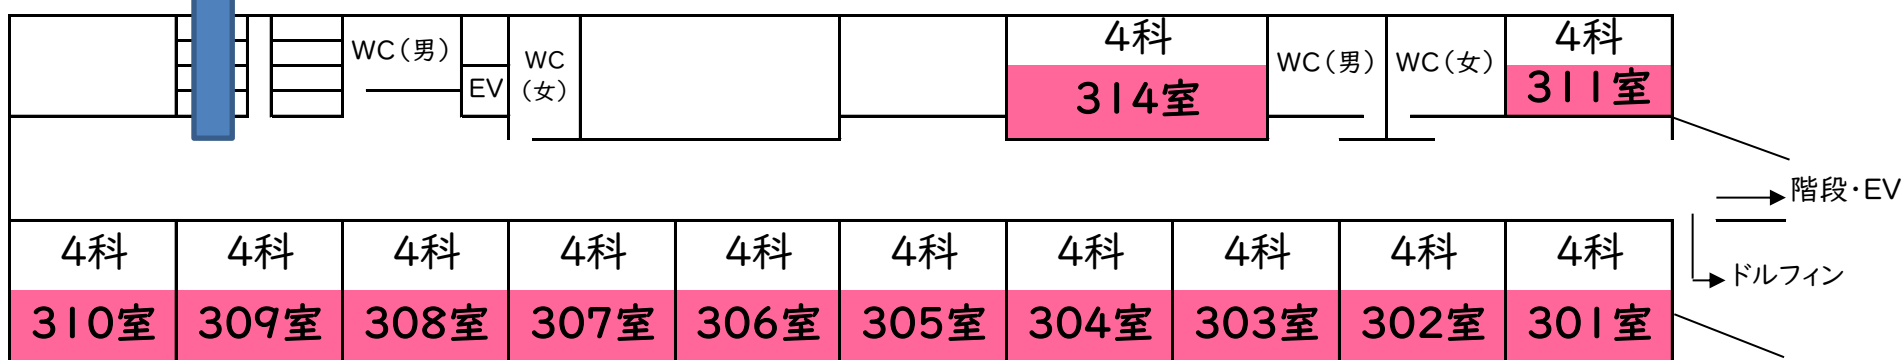 4科
314室
4科
311室
WC(男)
EV
WC
(女)
WC(男)
WC(女)
階段・EV
ドルフィン
4科
310室
4科
309室
4科
308室
4科
307室
4科
306室
4科
305室
4科
304室
4科
303室
4科
302室
4科
301室